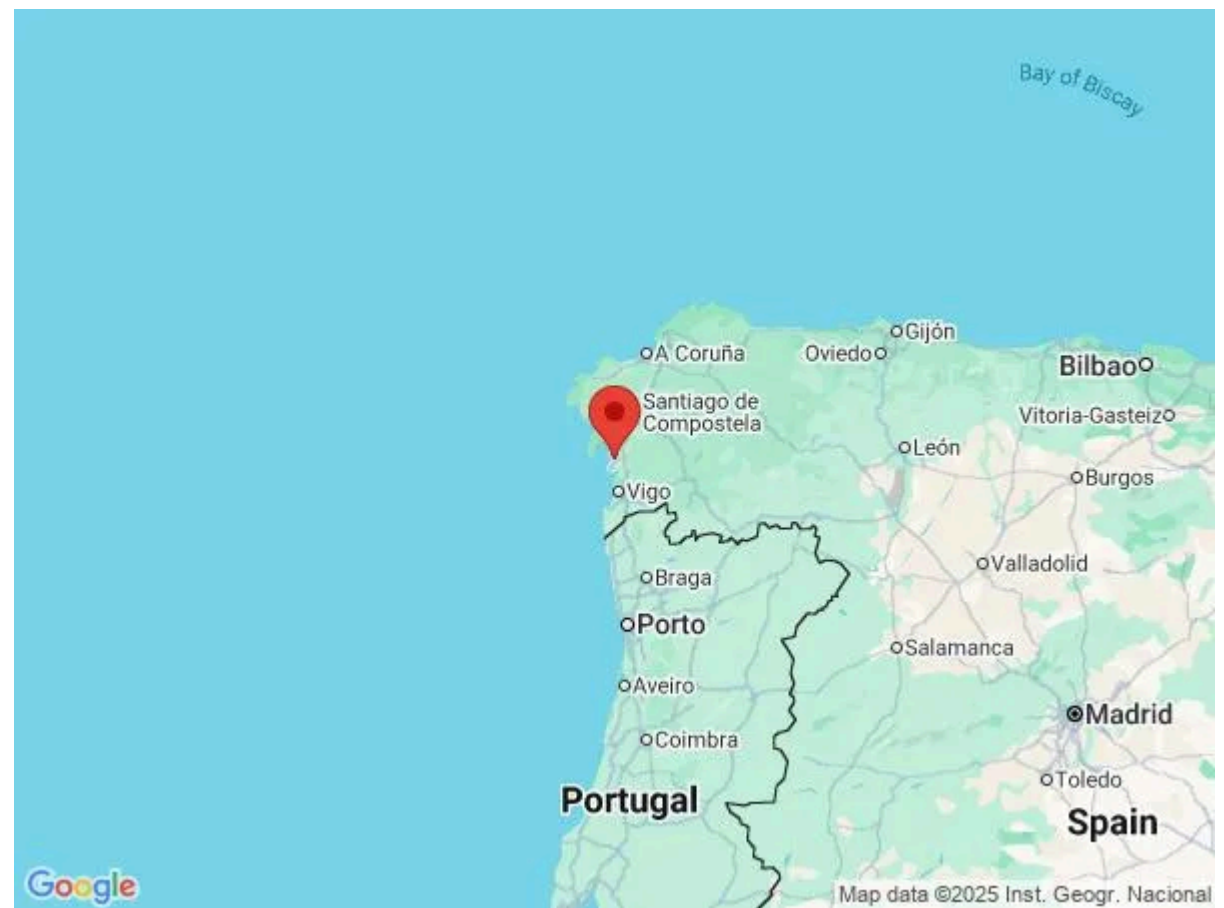 Bay of Biscay
Gijón
A Coruña
Oviedo
Bilbao
Santiago de
Compostela
Vitoria-Gasteiz
León
Burgos
Vigo
Valladolid
Braga
Porto
Salamanca
Aveiro
Madrid
Coimbra
Toledo
Portugal
Spain
Google
Map data ©2025 Inst. Geogr. Nacional